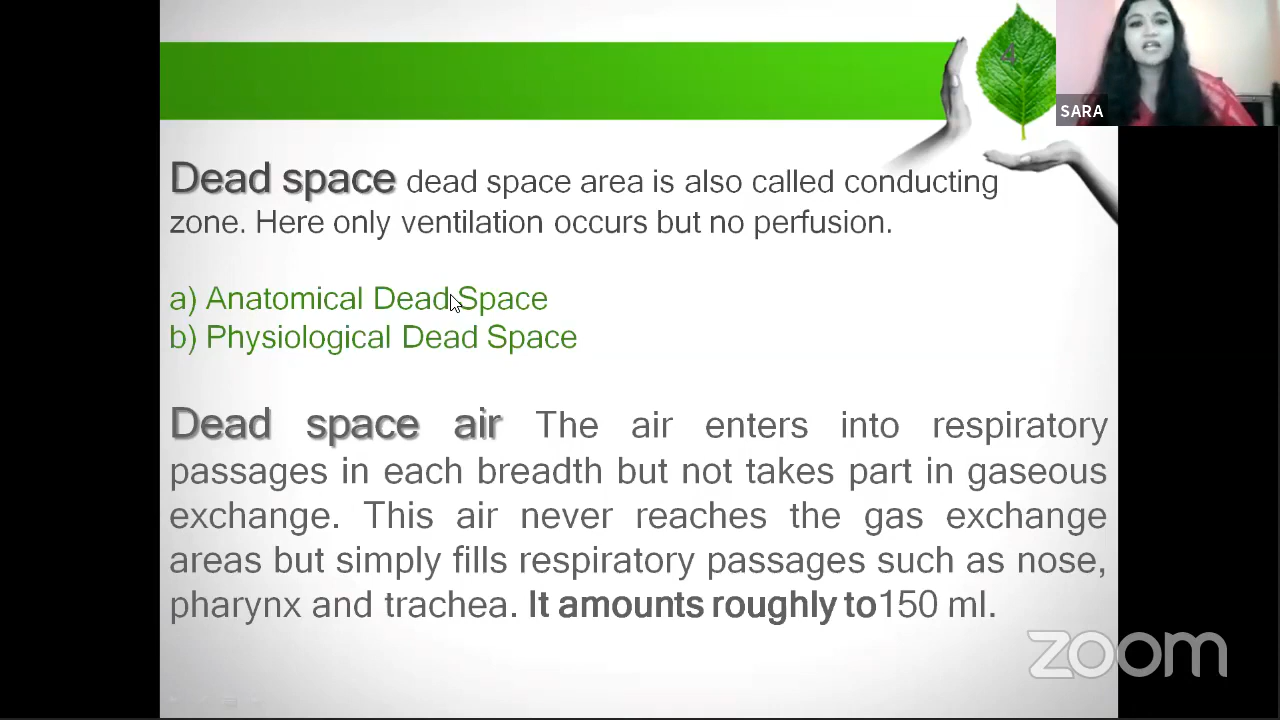 4
SARA
Dead space dead space area is also called conducting
zone. Here only ventilation occurs but no perfusion.
a) Anatomical Dead Space
b) Physiological Dead Space
Dead space air The air enters into respiratory
passages in each breadth but not takes part in gaseous
exchange. This air never reaches the gas exchange
areas but simply fills respiratory passages such as nose,
pharynx and trachea. It amounts roughly to150 ml.
zoom